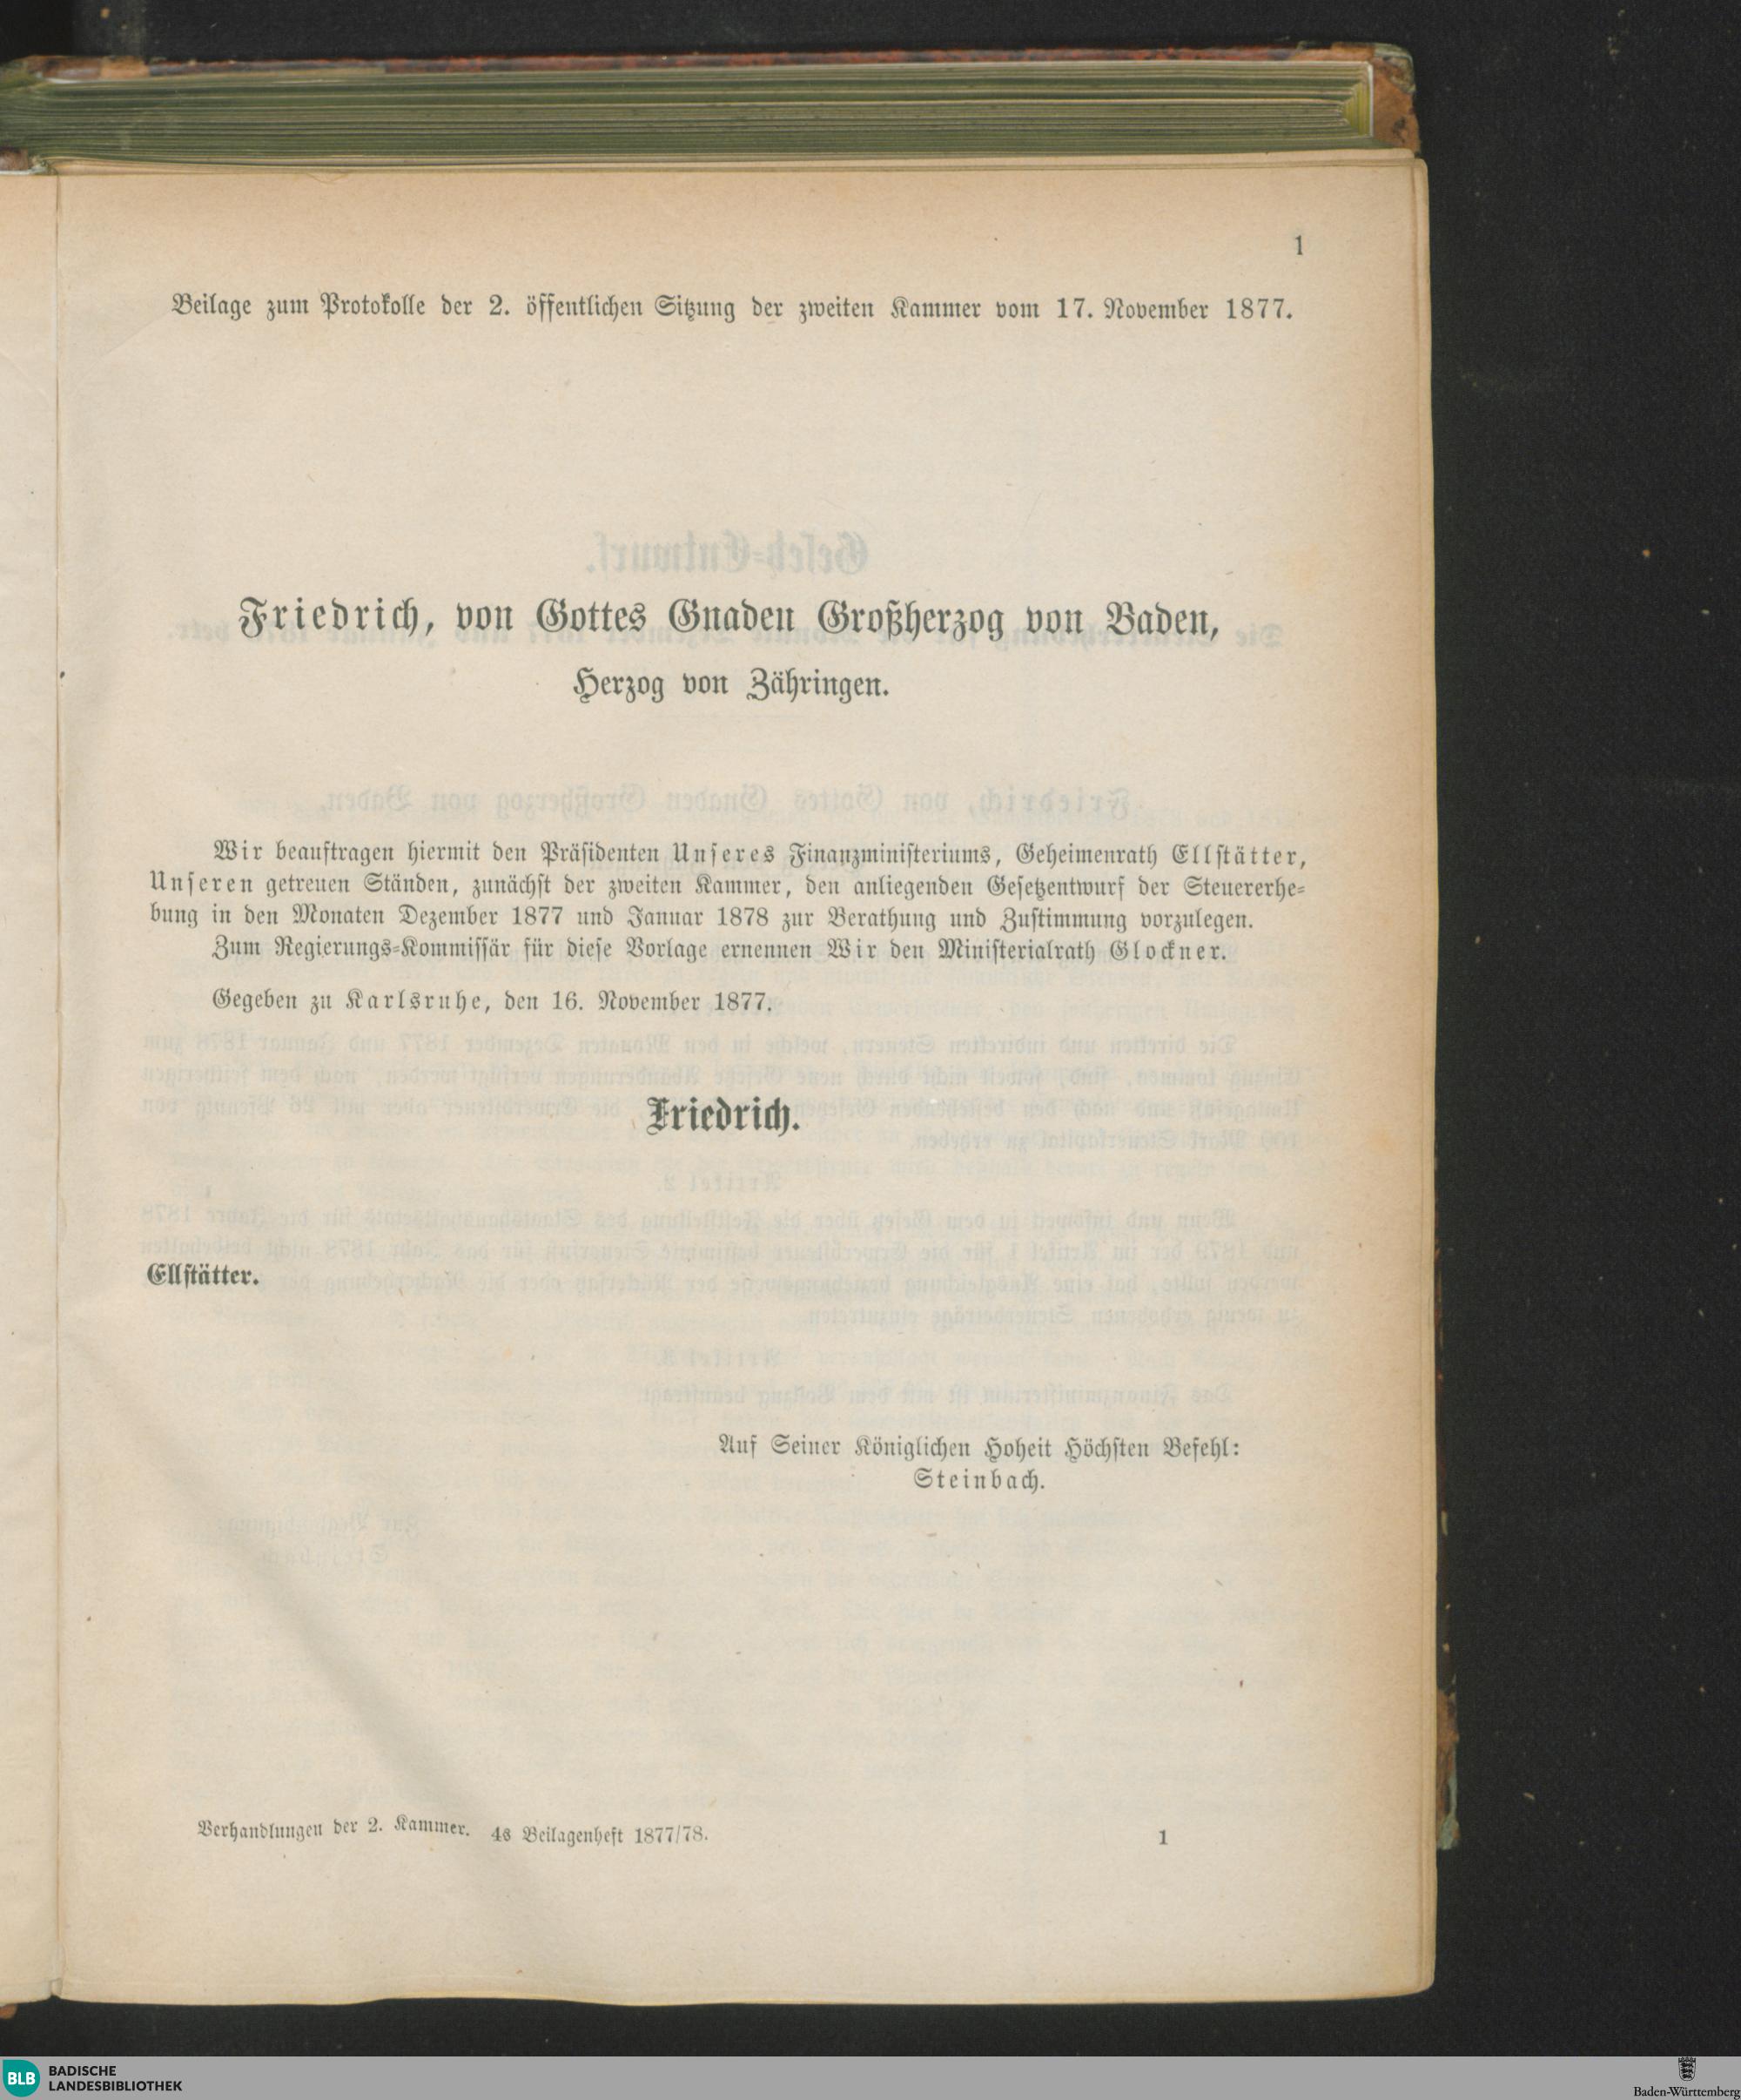 1
Beilage zum Protokolle der 2. öffentlichen Sitzung der zweiten Kammer vom 17. November 1877.
Friedrich, von Gottes Gnaden Großherzog von Baden,
Herzog von Zähringen.
Wir beauftragen hiermit den Präsidenten Unseres Finanzministeriums, Geheimenrath Ellstätter,
Unseren getreuen Ständen, zunächst der zweiten Kammer, den anliegenden Gesetzentwurf der Steuererhe-
bung in den Monaten Dezember 1877 und Januar 1878 zur Berathung und Zustimmung vorzulegen.
Zum Regierungs-Kommissär für diese Vorlage ernennen Wir den Ministerialrath Glockner.
Gegeben zu Karlsruhe, den 16. November 1877.
Friedrich.
Ellstätter.
Auf Seiner Königlichen Hoheit Höchsten Befehl:
Steinbach.
Verhandlungen der 2. Kammer. 4s Beilagenheft 1877/78. 1
BLB BADISCHE
LANDESBIBLIOTHEK
Baden-Württemberg